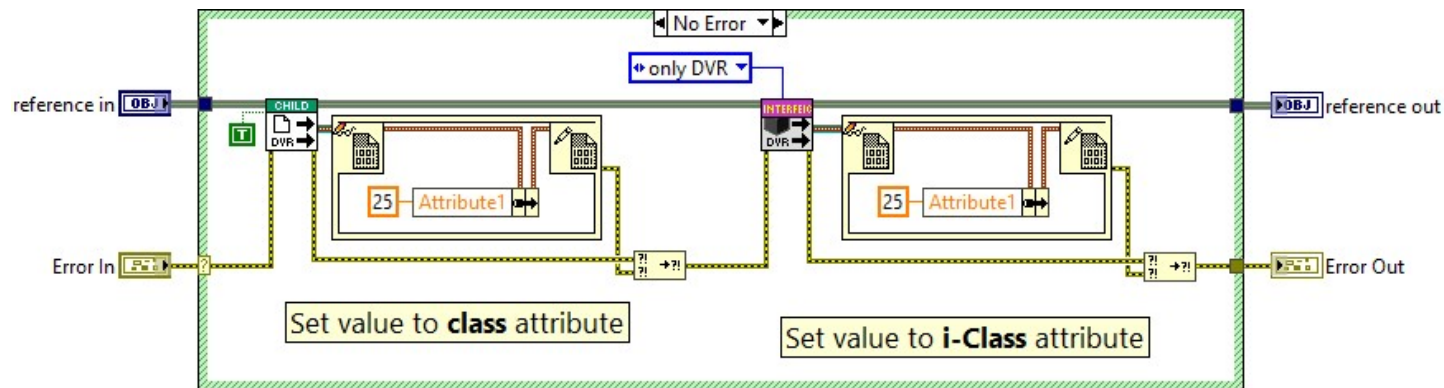 No Error
only DVR
reference in
OBJ
CHILD
DVR
T
INTERFEIC
DVR
OBJ
reference out
25
Attribute1
25
Attribute1
Error In
?
?!
?!
→?!
?!
?!
→?!
Error Out
Set value to class attribute
Set value to i-Class attribute